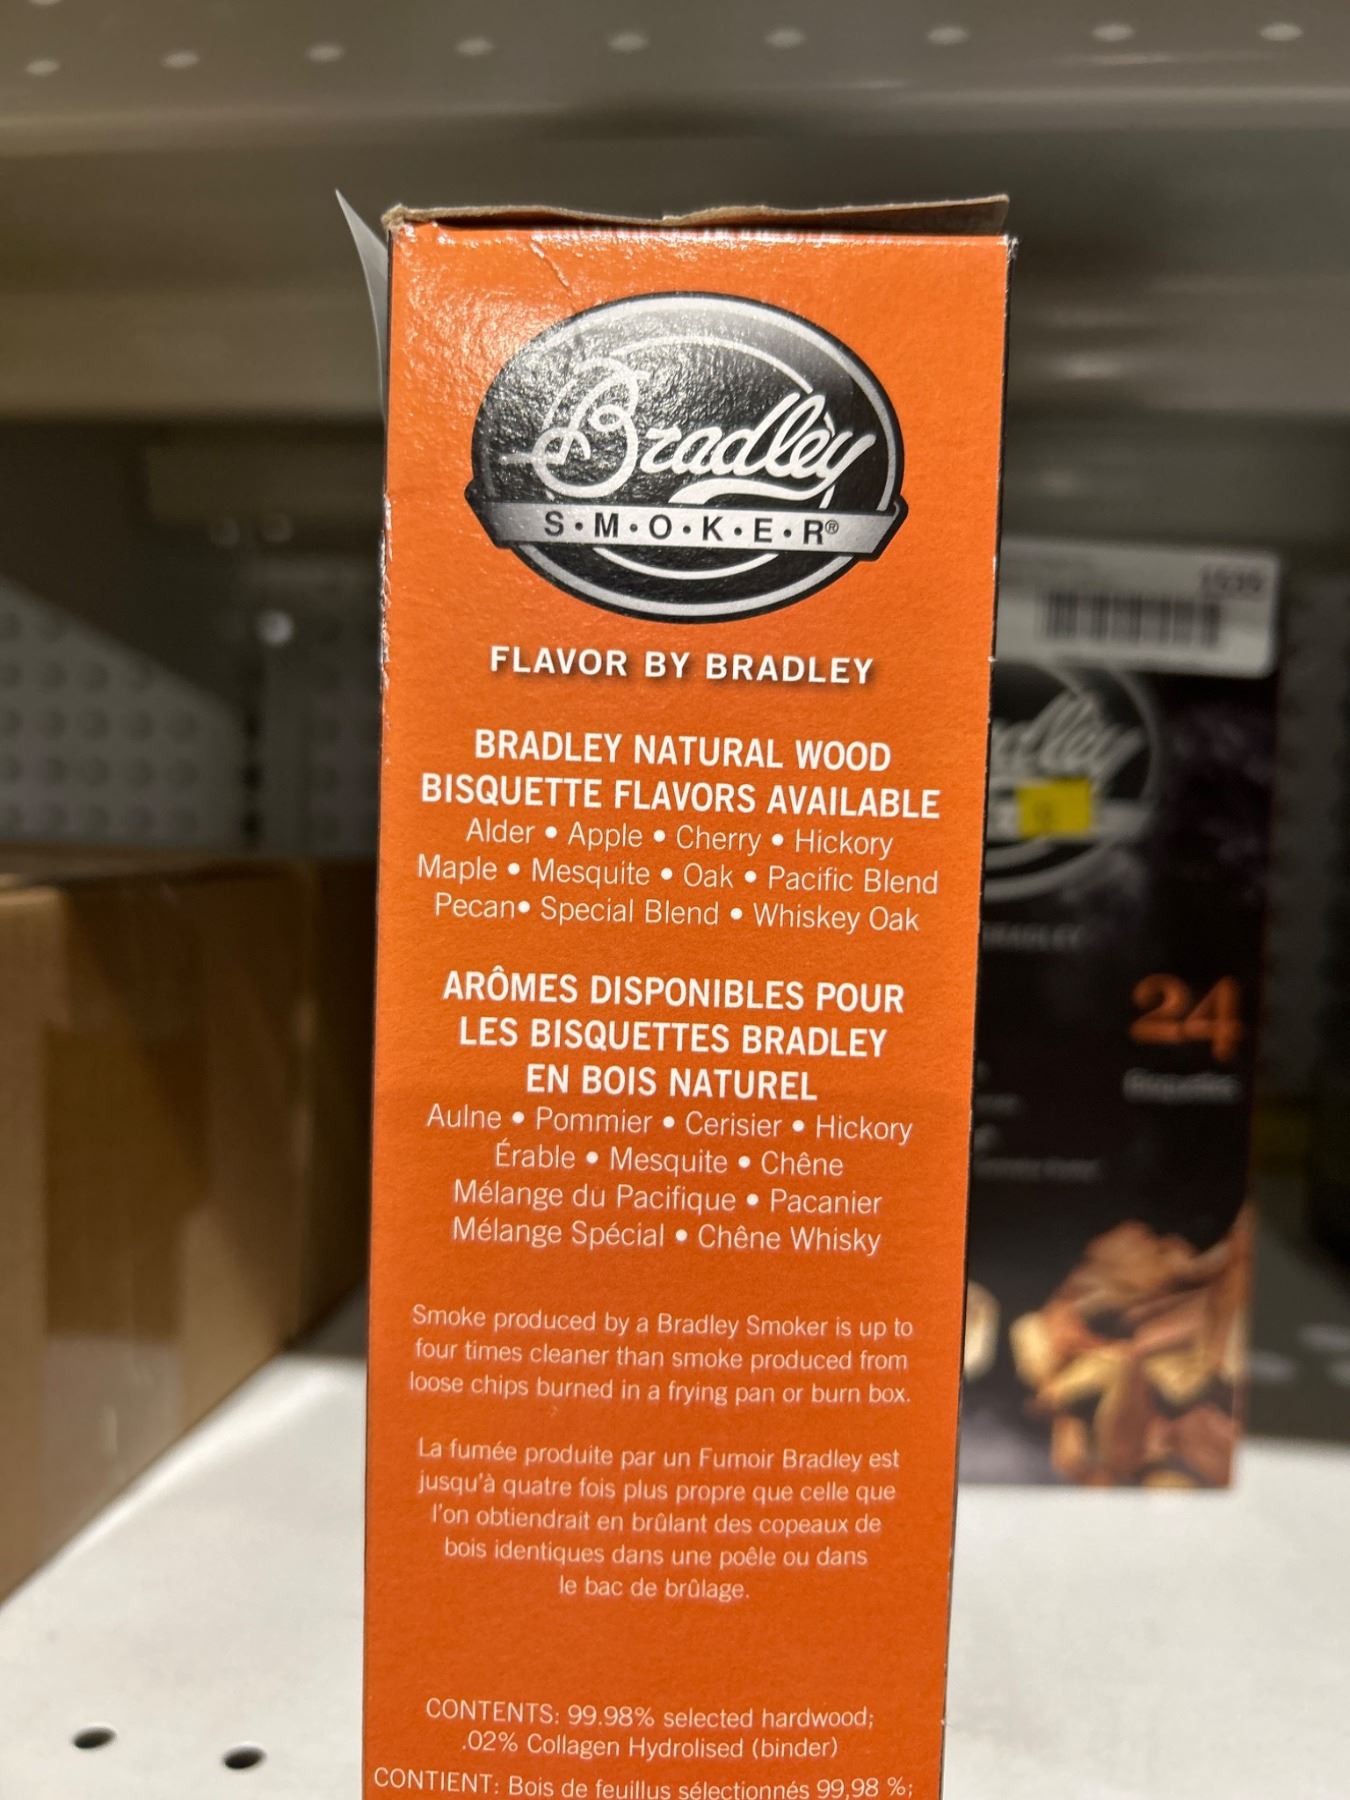 Bradley
S•M•O•K•E•R®
FLAVOR BY BRADLEY
BRADLEY NATURAL WOOD
BISQUETTE FLAVORS AVAILABLE
Alder • Apple • Cherry • Hickory
Maple • Mesquite • Oak • Pacific Blend
Pecan• Special Blend • Whiskey Oak
ARÔMES DISPONIBLES POUR
LES BISQUETTES BRADLEY
EN BOIS NATUREL
Aulne • Pommier • Cerisier • Hickory
Érable • Mesquite • Chêne
Mélange du Pacifique • Pacanier
Mélange Spécial • Chêne Whisky
Smoke produced by a Bradley Smoker is up to
four times cleaner than smoke produced from
loose chips burned in a frying pan or burn box.
La fumée produite par un Fumoir Bradley est
jusqu'à quatre fois plus propre que celle que
l'on obtiendrait en brûlant des copeaux de
bois identiques dans une poêle ou dans
le bac de brûlage.
CONTENTS: 99.98% selected hardwood;
.02% Collagen Hydrolised (binder)
CONTIENT: Bois de feuillus sélectionnés 99,98 %;
24